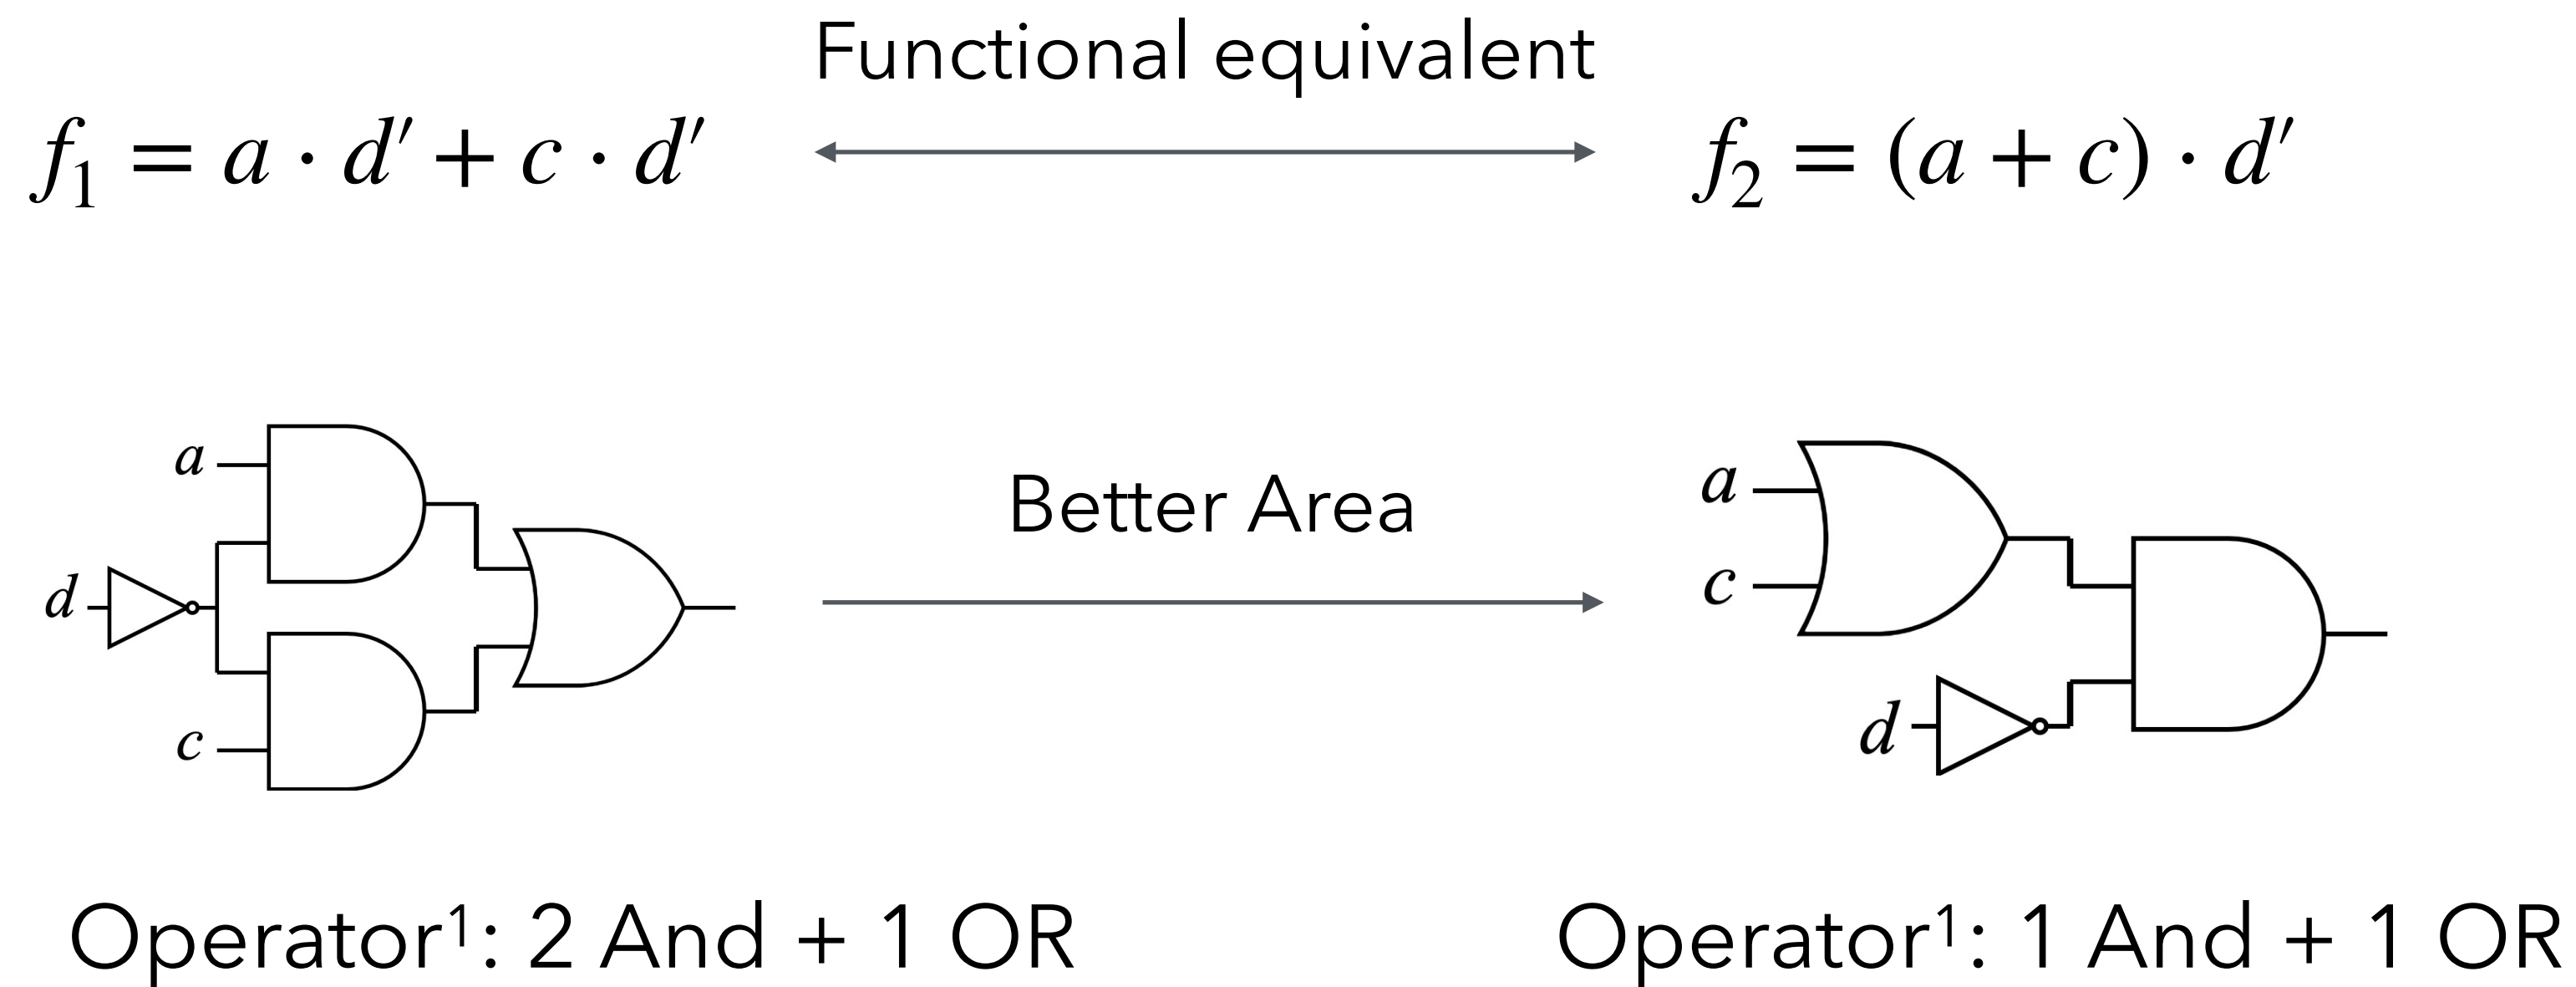 Functional equivalent
f₁ = a · d′ + c · d′
f₂ = (a + c) · d′
a
d
c
Better Area
a
c
d
Operator¹: 2 And + 1 OR
Operator¹: 1 And + 1 OR